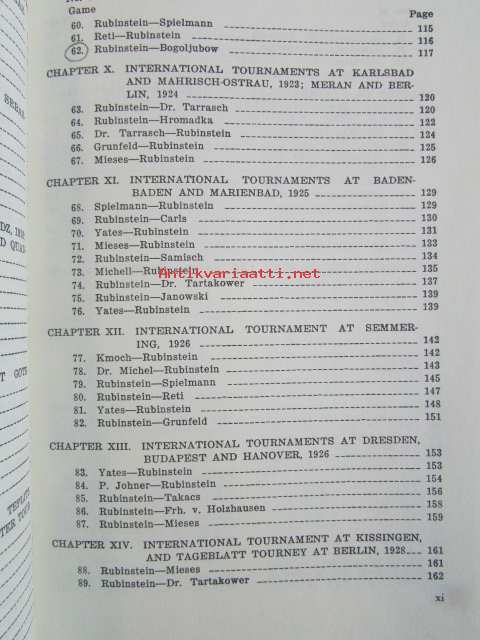 Game Page
60. Rubinstein—Spielmann 115
61. Reti—Rubinstein 116
62. Rubinstein—Bogoljubow 117
CHAPTER X. INTERNATIONAL TOURNAMENTS AT KARLSBAD
AND MAHRISCH-OSTRAU, 1923; MERAN AND BER-
LIN, 1924 120
63. Rubinstein—Dr. Tarrasch 120
64. Rubinstein—Hromadka 122
65. Dr. Tarrasch—Rubinstein 124
66. Grunfeld—Rubinstein 125
67. Mieses—Rubinstein 126
CHAPTER XI. INTERNATIONAL TOURNAMENTS AT BADEN-
BADEN AND MARIENBAD, 1925 129
68. Spielmann—Rubinstein 129
69. Rubinstein—Carls 130
70. Yates—Rubinstein 131
71. Mieses—Rubinstein 133
72. Rubinstein—Samisch 134
73. Michell—Rubinstein 135
Antikvariaatti.net
74. Rubinstein—Dr. Tartakower 137
75. Rubinstein—Janowski 139
76. Yates—Rubinstein 139
CHAPTER XII. INTERNATIONAL TOURNAMENT AT SEMMER-
ING, 1926 142
77. Kmoch—Rubinstein 142
78. Dr. Michel—Rubinstein 143
79. Rubinstein—Spielmann 145
80. Rubinstein—Reti 147
81. Yates—Rubinstein 148
82. Rubinstein—Grunfeld 151
CHAPTER XIII. INTERNATIONAL TOURNAMENTS AT DRESDEN,
BUDAPEST AND HANOVER, 1926 153
83. Yates—Rubinstein 153
84. P. Johner—Rubinstein 154
85. Rubinstein—Takacs 156
86. Rubinstein—Frh. v. Holzhausen 158
87. Rubinstein—Mieses 159
CHAPTER XIV. INTERNATIONAL TOURNAMENT AT KISSINGEN,
AND TAGEBLATT TOURNEY AT BERLIN, 1928 161
88. Rubinstein—Mieses 161
89. Rubinstein—Dr. Tartakower 162
xi